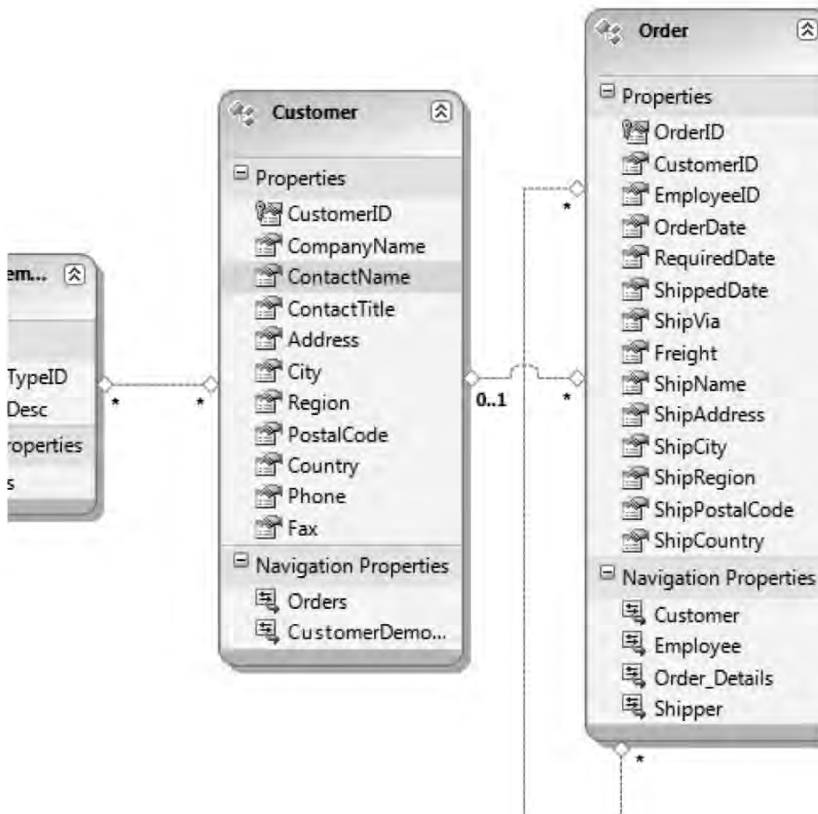 em...
TypeID
Desc
roperties
s
*
*
Customer
Properties
CustomerID
CompanyName
ContactName
ContactTitle
Address
City
Region
PostalCode
Country
Phone
Fax
Navigation Properties
Orders
CustomerDemo...
0..1
*
*
Order
Properties
OrderID
CustomerID
EmployeeID
OrderDate
RequiredDate
ShippedDate
ShipVia
Freight
ShipName
ShipAddress
ShipCity
ShipRegion
ShipPostalCode
ShipCountry
Navigation Properties
Customer
Employee
Order_Details
Shipper
*